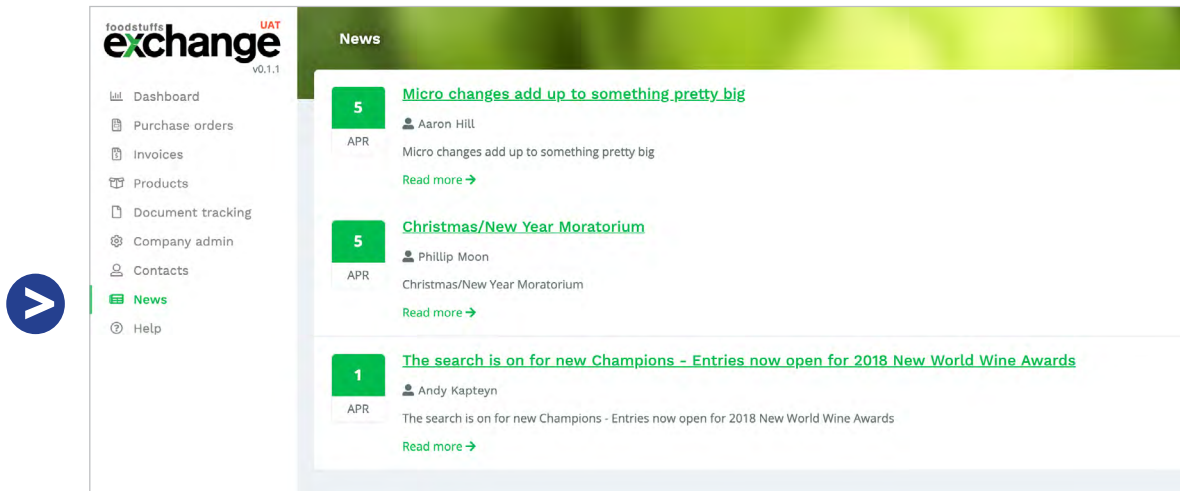 foodstuffs UAT
exchange
v0.1.1
Dashboard
Purchase orders
Invoices
Products
Document tracking
Company admin
Contacts
News
Help
News
5
APR
Micro changes add up to something pretty big
Aaron Hill
Micro changes add up to something pretty big
Read more →
5
APR
Christmas/New Year Moratorium
Phillip Moon
Christmas/New Year Moratorium
Read more →
1
APR
The search is on for new Champions - Entries now open for 2018 New World Wine Awards
Andy Kapteyn
The search is on for new Champions - Entries now open for 2018 New World Wine Awards
Read more →